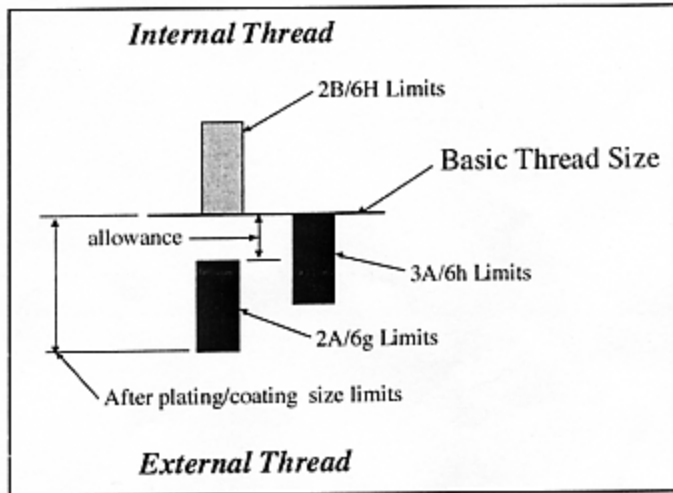 Internal Thread
2B/6H Limits
Basic Thread Size
allowance
3A/6h Limits
2A/6g Limits
After plating/coating size limits
External Thread